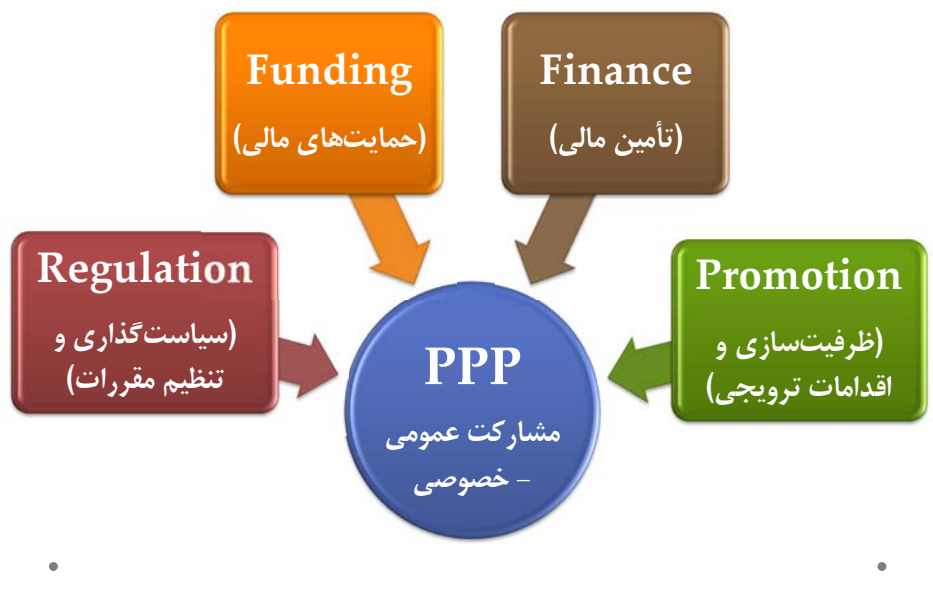 Funding
(حمایت‌های مالی)
Finance
(تأمین مالی)
Regulation
(سیاست‌گذاری و
تنظیم مقررات)
Promotion
(ظرفیت‌سازی و
اقدامات ترویجی)
PPP
مشارکت عمومی
– خصوصی